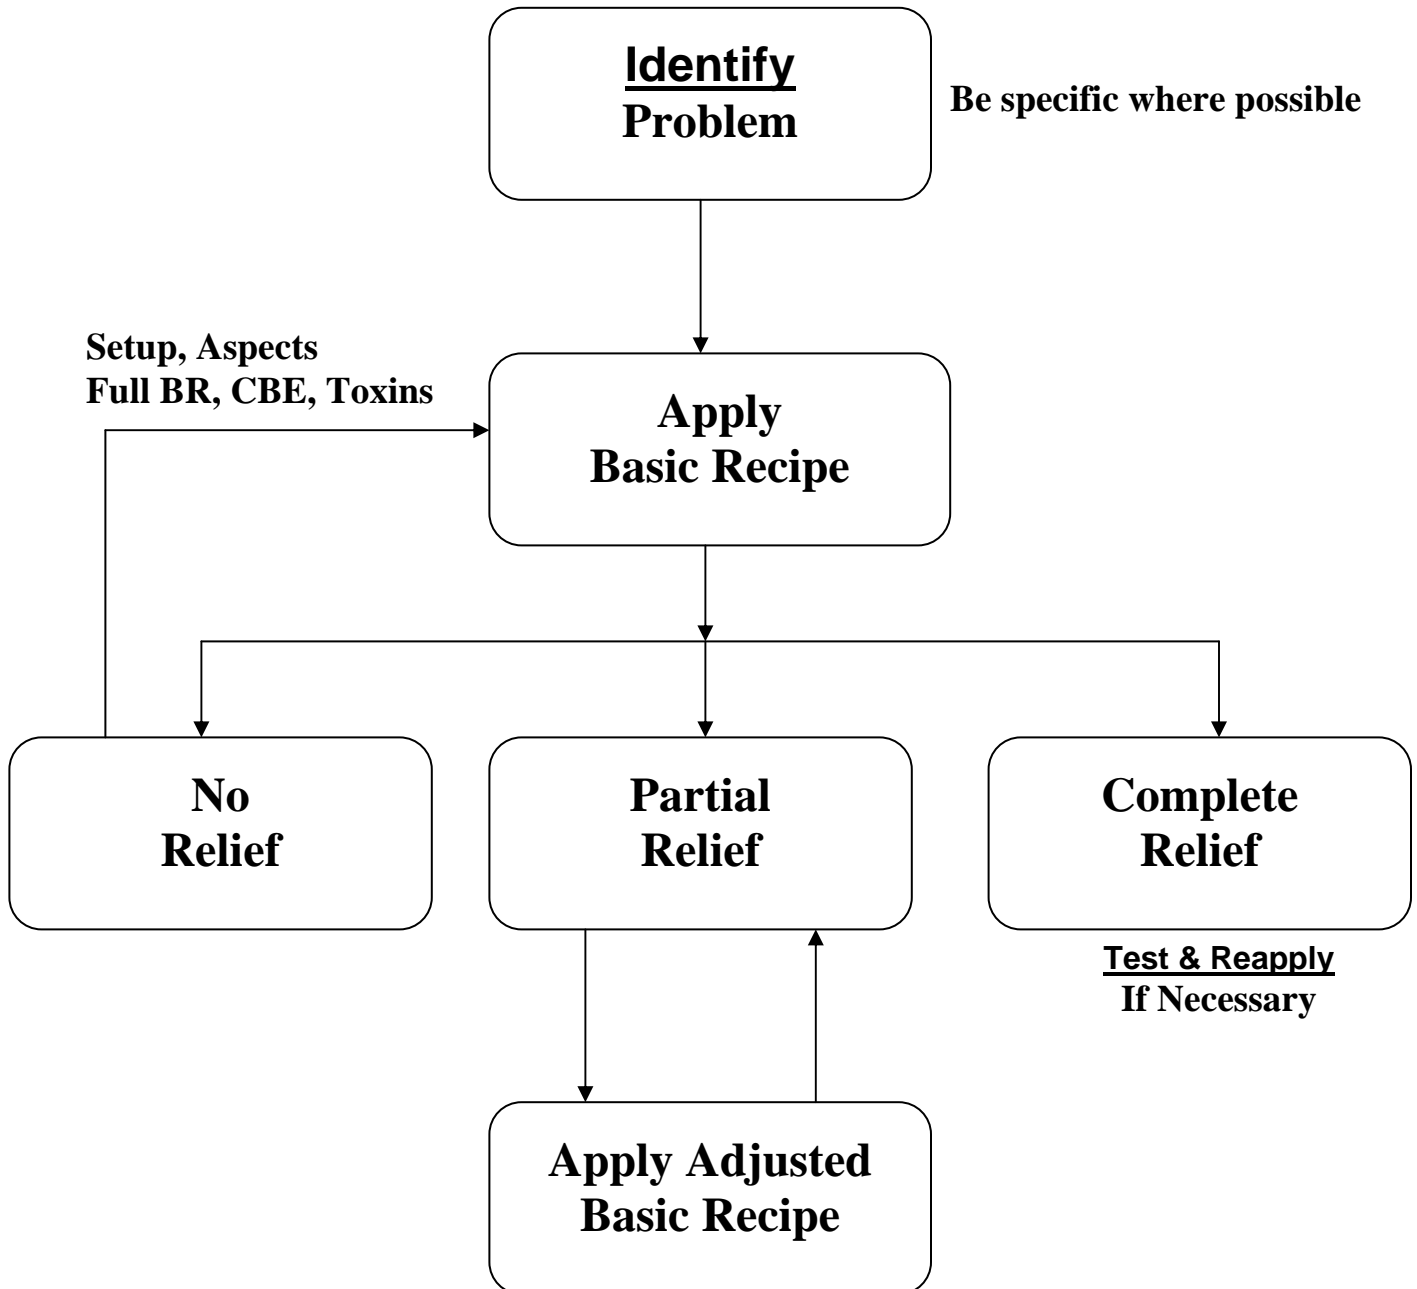 Identify
Problem
Be specific where possible
Setup, Aspects
Full BR, CBE, Toxins
Apply
Basic Recipe
No
Relief
Partial
Relief
Complete
Relief
Test & Reapply
If Necessary
Apply Adjusted
Basic Recipe